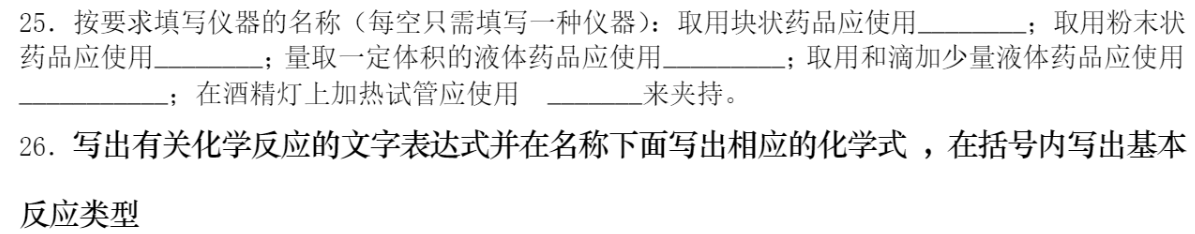 25. 按要求填写仪器的名称（每空只需填写一种仪器）：取用块状药品应使用________；取用粉末状
药品应使用________；量取一定体积的液体药品应使用_________；取用和滴加少量液体药品应使用
___________；在酒精灯上加热试管应使用 _______来夹持。
26. 写出有关化学反应的文字表达式并在名称下面写出相应的化学式 ，在括号内写出基本
反应类型